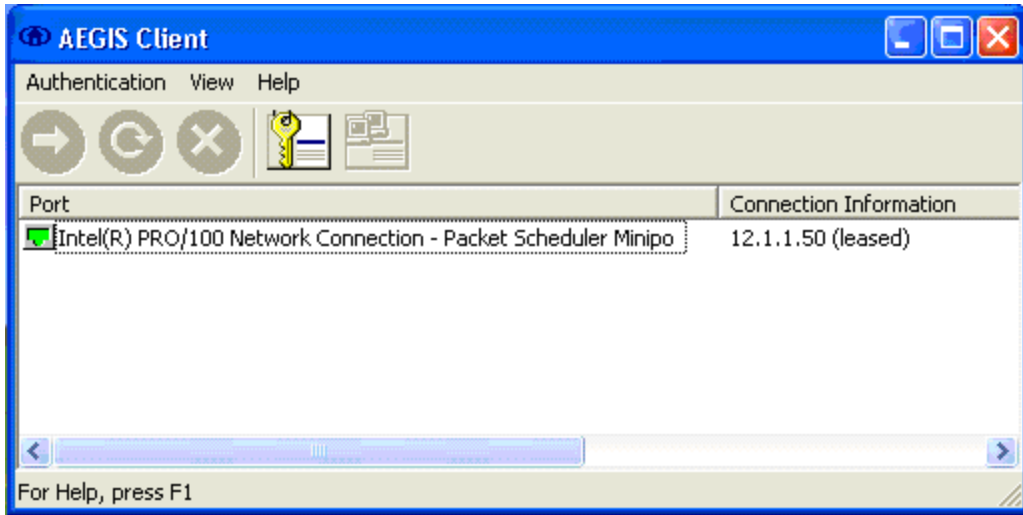 AEGIS Client
Authentication View Help
Port Connection Information
Intel(R) PRO/100 Network Connection - Packet Scheduler Minipo 12.1.1.50 (leased)
For Help, press F1